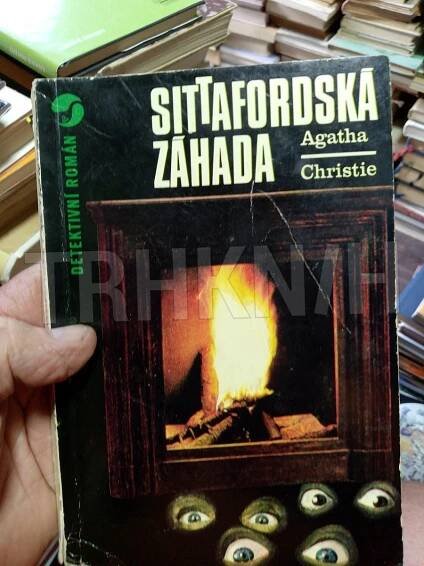 SITTAFORDSKÁ
ZÁHADA
Agatha
Christie
DETEKTIVNÍ ROMÁN
TRHKNIH